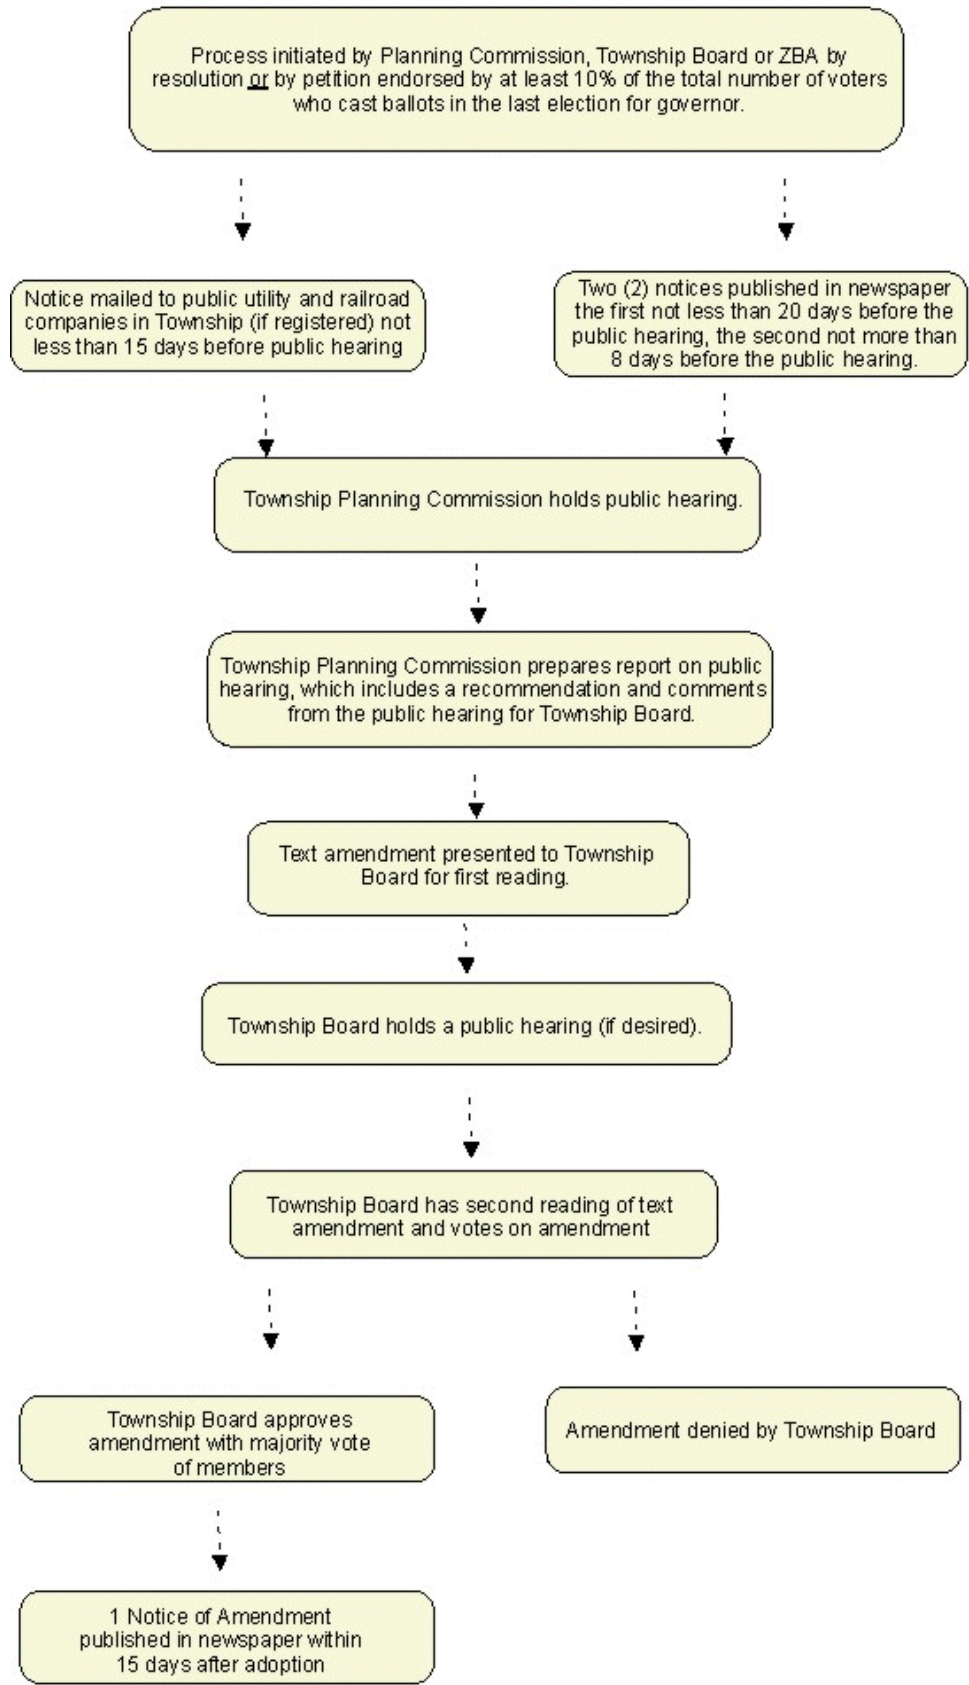 Process initiated by Planning Commission, Township Board or ZBA by
resolution or by petition endorsed by at least 10% of the total number of voters
who cast ballots in the last election for governor.
Notice mailed to public utility and railroad
companies in Township (if registered) not
less than 15 days before public hearing
Two (2) notices published in newspaper
the first not less than 20 days before the
public hearing, the second not more than
8 days before the public hearing.
Township Planning Commission holds public hearing.
Township Planning Commission prepares report on public
hearing, which includes a recommendation and comments
from the public hearing for Township Board.
Text amendment presented to Township
Board for first reading.
Township Board holds a public hearing (if desired).
Township Board has second reading of text
amendment and votes on amendment
Township Board approves
amendment with majority vote
of members
Amendment denied by Township Board
1 Notice of Amendment
published in newspaper within
15 days after adoption